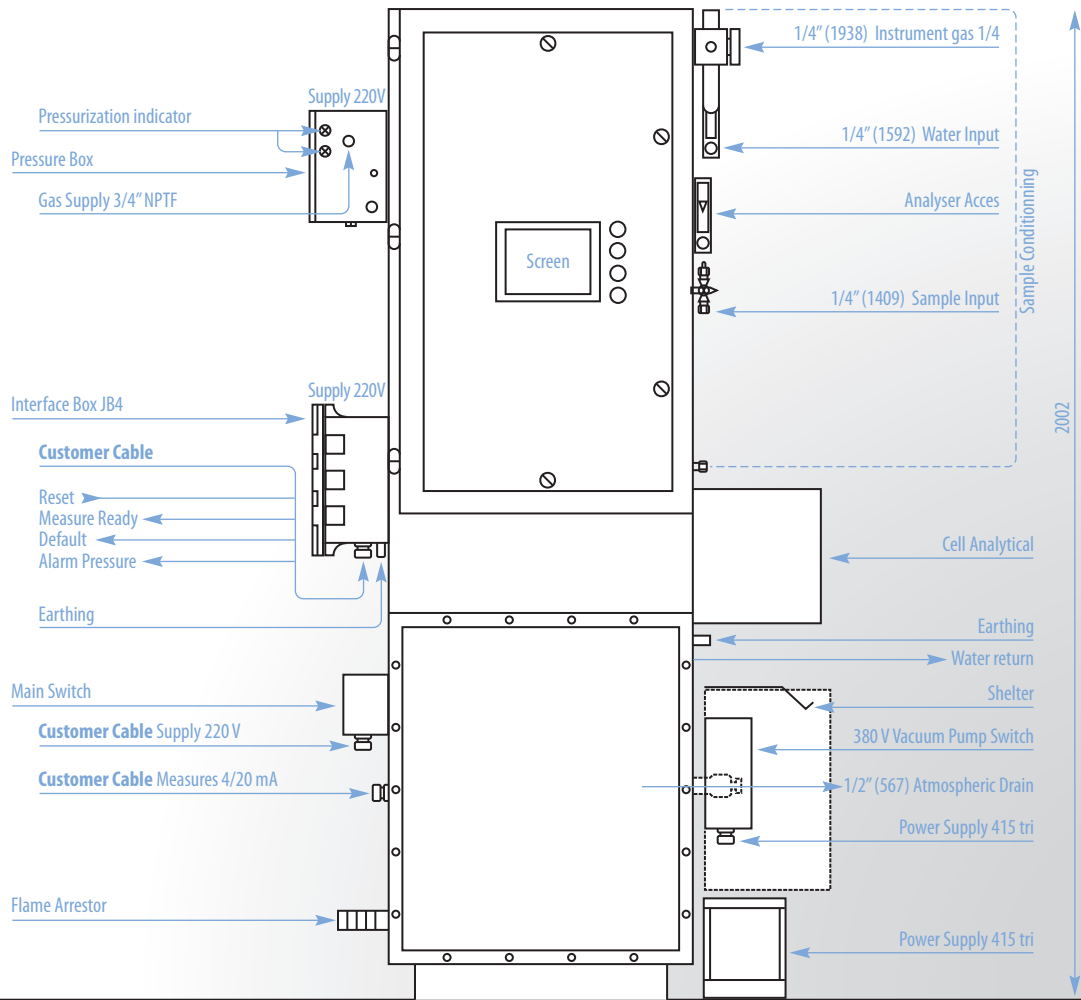 Supply 220V
Pressurization indicator
Pressure Box
Gas Supply 3/4” NPTF
Supply 220V
Interface Box JB4
Customer Cable
Reset
Measure Ready
Default
Alarm Pressure
Earthing
Main Switch
Customer Cable Supply 220 V
Customer Cable Measures 4/20 mA
Flame Arrestor
Screen
1/4” (1938) Instrument gas 1/4
1/4” (1592) Water Input
Analyser Acces
1/4” (1409) Sample Input
Sample Conditionning
2002
Cell Analytical
Earthing
Water return
Shelter
380 V Vacuum Pump Switch
1/2” (567) Atmospheric Drain
Power Supply 415 tri
Power Supply 415 tri